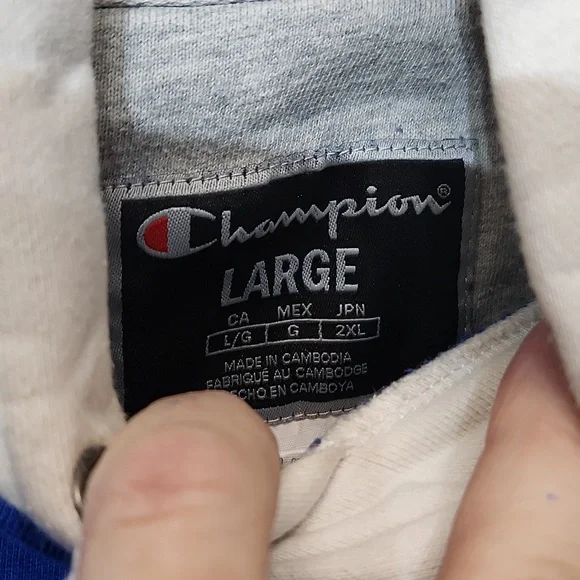 Champion®
LARGE
CA MEX JPN
L/G G 2XL
MADE IN CAMBODIA
FABRIQUÉ AU CAMBODGE
HECHO EN CAMBOYA